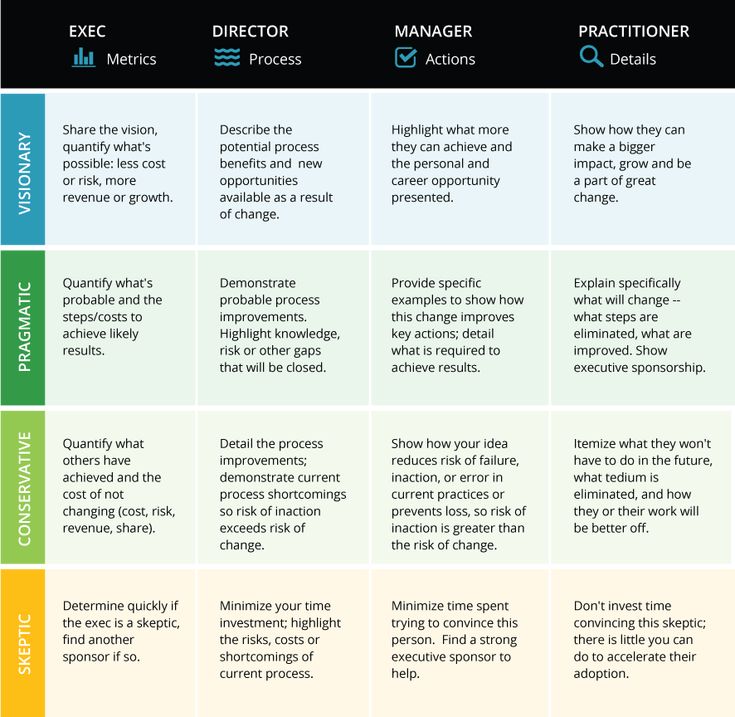 EXEC
Metrics
DIRECTOR
Process
MANAGER
Actions
PRACTITIONER
Details
VISIONARY
Share the vision,
quantify what's
possible: less cost
or risk, more
revenue or growth.
Describe the
potential process
benefits and  new
opportunities
available as a result
of change.
Highlight what more
they can achieve and
the personal and
career opportunity
presented.
Show how they can
make a bigger
impact, grow and be
a part of great
change.
PRAGMATIC
Quantify what's
probable and the
steps/costs to
achieve likely
results.
Demonstrate
probable process
improvements.
Highlight knowledge,
risk or other gaps
that will be closed.
Provide specific
examples to show how
this change improves
key actions; detail
what is required to
achieve results.
Explain specifically
what will change --
what steps are
eliminated, what are
improved. Show
executive sponsorship.
CONSERVATIVE
Quantify what
others have
achieved and the
cost of not
changing (cost, risk,
revenue, share).
Detail the process
improvements;
demonstrate current
process shortcomings
so risk of inaction
exceeds risk of
change.
Show how your idea
reduces risk of failure,
inaction, or error in
current practices or
prevents loss, so risk of
inaction is greater than
the risk of change.
Itemize what they won't
have to do in the future,
what tedium is
eliminated, and how
they or their work will
be better off.
SKEPTIC
Determine quickly if
the exec is a skeptic,
find another
sponsor if so.
Minimize your time
investment; highlight
the risks, costs or
shortcomings of
current process.
Minimize time spent
trying to convince this
person.  Find a strong
executive sponsor to
help.
Don't invest time
convincing this skeptic;
there is little you can
do to accelerate their
adoption.